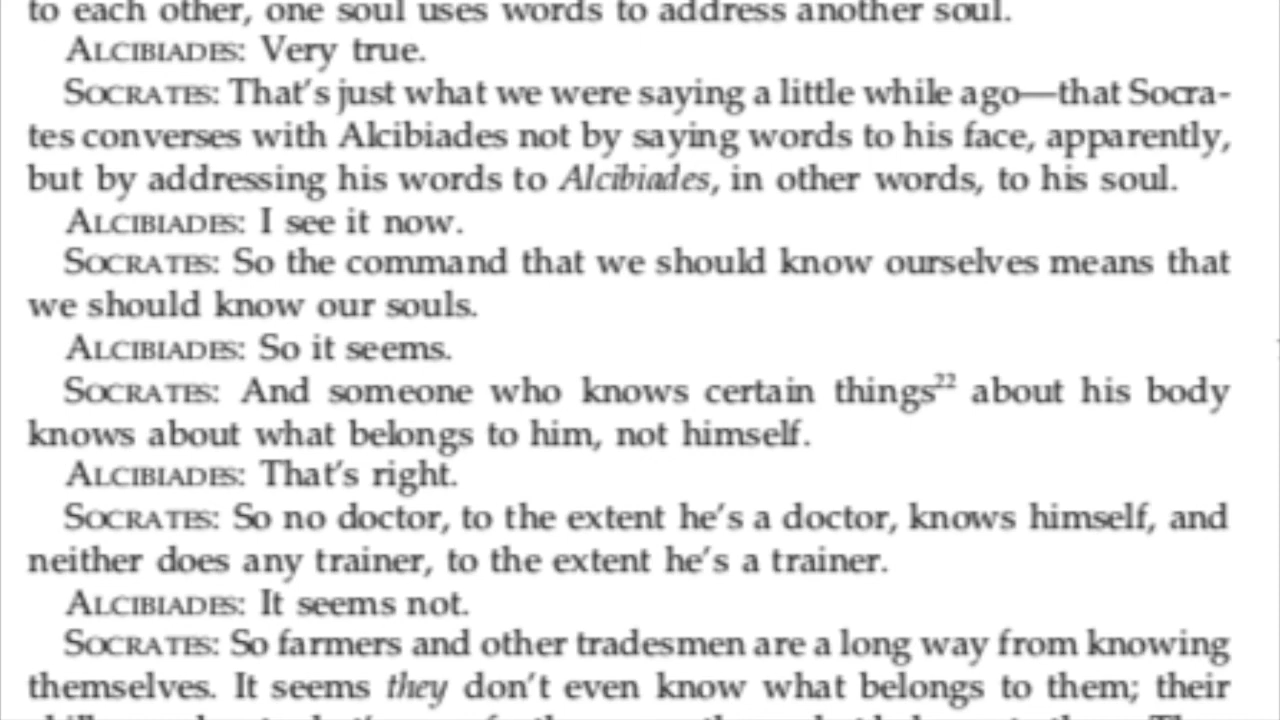 to each other, one soul uses words to address another soul.
ALCIBIADES: Very true.
SOCRATES: That's just what we were saying a little while ago—that Socra-
tes converses with Alcibiades not by saying words to his face, apparently,
but by addressing his words to Alcibiades, in other words, to his soul.
ALCIBIADES: I see it now.
SOCRATES: So the command that we should know ourselves means that
we should know our souls.
ALCIBIADES: So it seems.
SOCRATES: And someone who knows certain things22 about his body
knows about what belongs to him, not himself.
ALCIBIADES: That's right.
SOCRATES: So no doctor, to the extent he's a doctor, knows himself, and
neither does any trainer, to the extent he's a trainer.
ALCIBIADES: It seems not.
SOCRATES: So farmers and other tradesmen are a long way from knowing
themselves. It seems they don't even know what belongs to them; their